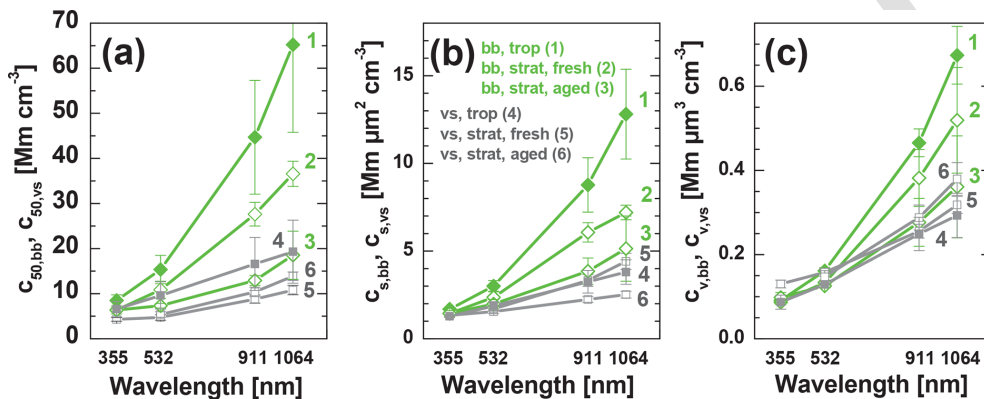 (a)
c50,bb, c50,vs [Mm cm-3]
70
60
50
40
30
20
10
0
1
2
3
4
6
5
355 532 911 1064
Wavelength [nm]
(b)
bb, trop (1)
bb, strat, fresh (2)
bb, strat, aged (3)
vs, trop (4)
vs, strat, fresh (5)
vs, strat, aged (6)
cs,bb, cs,vs [Mm μm2 cm-3]
15
10
5
0
1
2
3
5
4
6
355 532 911 1064
Wavelength [nm]
(c)
cv,bb, cv,vs [Mm μm3 cm-3]
0.6
0.4
0.2
0.0
1
2
6
3
5
4
355 532 911 1064
Wavelength [nm]